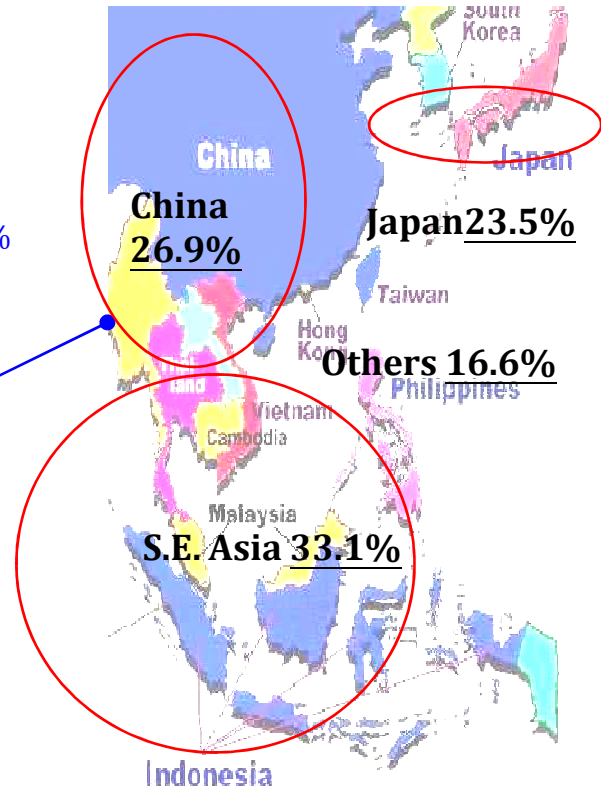 South
Korea
China
Japan
China
26.9%
Japan23.5%
%
Taiwan
Hong
Kong
Others 16.6%
Philippines
land
Vietnam
Cambodia
Malaysia
S.E. Asia 33.1%
Indonesia